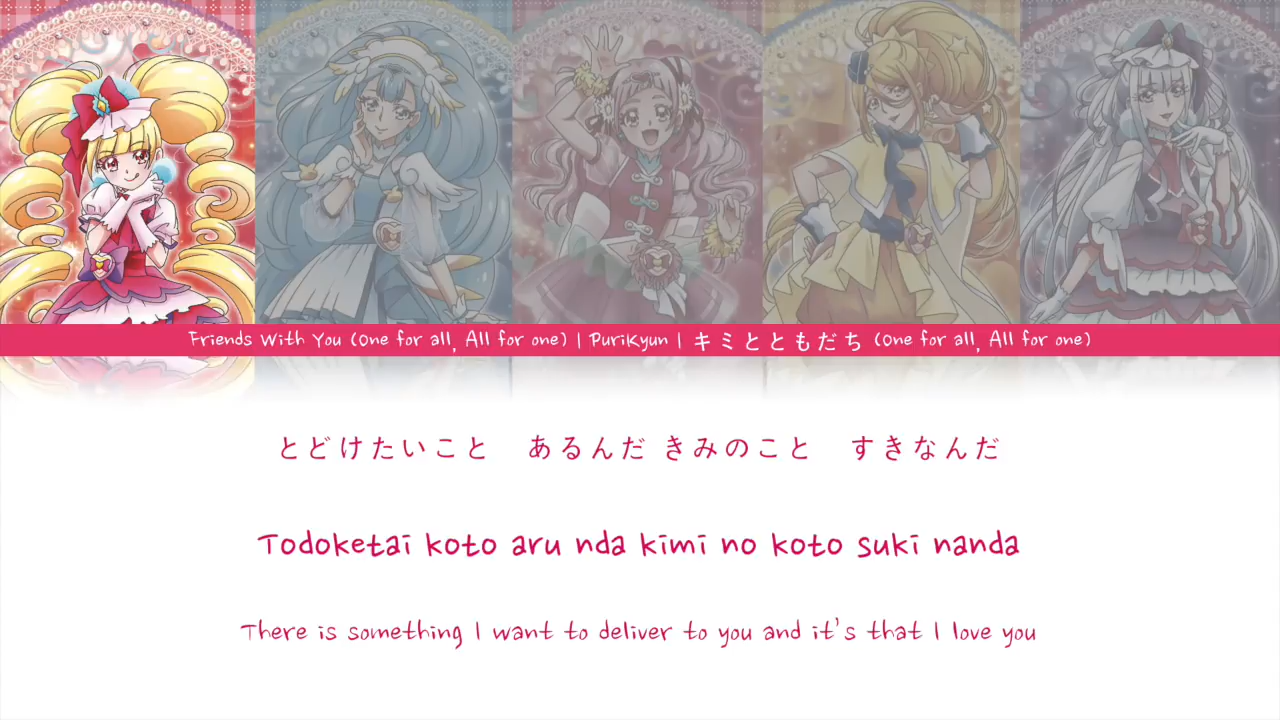 Friends With You (One for all, All for one) | PuriKyun | キミとともだち (One for all, All for one)
とどけたいこと　あるんだ きみのこと　すきなんだ
Todoketai koto aru nda kimi no koto suki nanda
There is something I want to deliver to you and it's that I love you